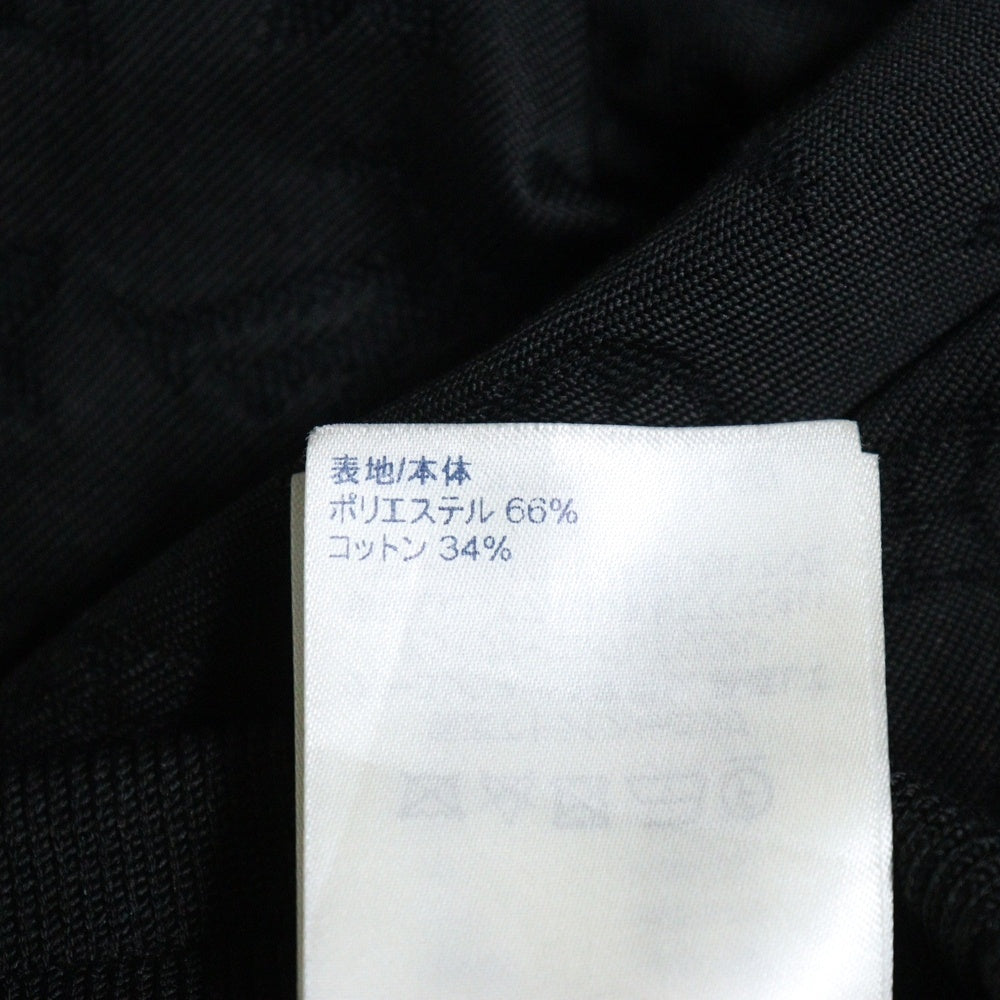 表地/本体
ポリエステル 66%
コットン 34%